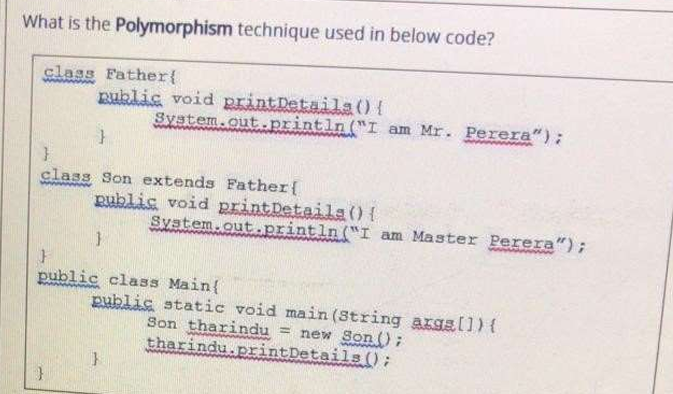 What is the Polymorphism technique used in below code?
class Father{
public void printDetails(){
System.out.println("I am Mr. Perera");
}
}
class Son extends Father{
public void printDetails(){
System.out.println("I am Master Perera");
}
}
public class Main{
public static void main(String args[]){
Son tharindu = new Son();
tharindu.printDetails();
}
}